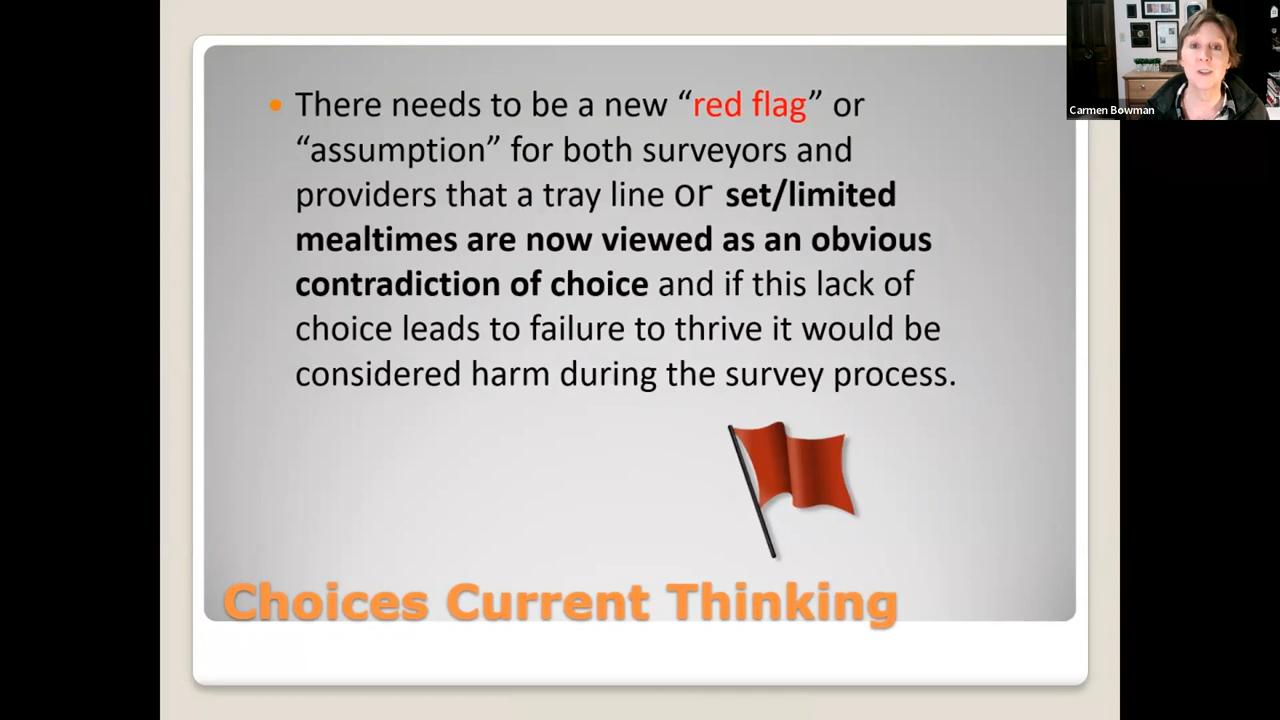 There needs to be a new “red flag” or
“assumption” for both surveyors and
providers that a tray line or set/limited
mealtimes are now viewed as an obvious
contradiction of choice and if this lack of
choice leads to failure to thrive it would be
considered harm during the survey process.
Choices Current Thinking
Carmen Bowman